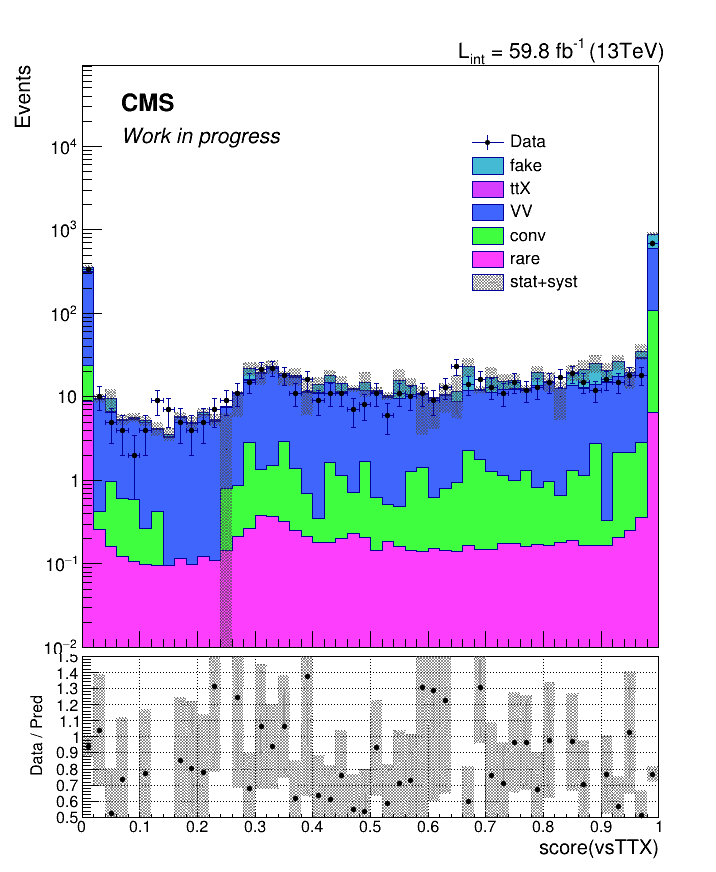 L_int = 59.8 fb^-1 (13TeV)
Events
CMS
Work in progress
Data
fake
ttX
VV
conv
rare
stat+syst
10^4
10^3
10^2
10
1
10^-1
10^-2
Data / Pred
1.5
1.4
1.3
1.2
1.1
1
0.9
0.8
0.7
0.6
0.5
0 0.1 0.2 0.3 0.4 0.5 0.6 0.7 0.8 0.9 1
score(vsTTX)